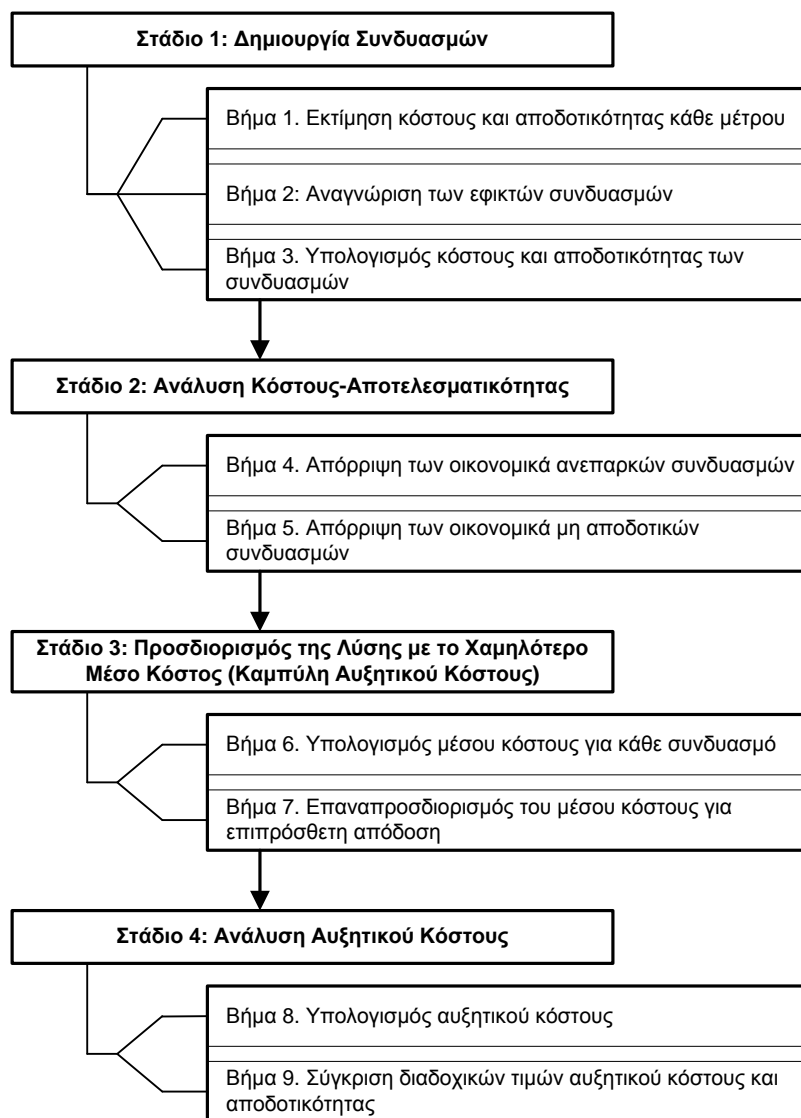 Στάδιο 1: Δημιουργία Συνδυασμών
Βήμα 1. Εκτίμηση κόστους και αποδοτικότητας κάθε μέτρου
Βήμα 2: Αναγνώριση των εφικτών συνδυασμών
Βήμα 3. Υπολογισμός κόστους και αποδοτικότητας των
συνδυασμών
Στάδιο 2: Ανάλυση Κόστους-Αποτελεσματικότητας
Βήμα 4. Απόρριψη των οικονομικά ανεπαρκών συνδυασμών
Βήμα 5. Απόρριψη των οικονομικά μη αποδοτικών
συνδυασμών
Στάδιο 3: Προσδιορισμός της Λύσης με το Χαμηλότερο
Μέσο Κόστος (Καμπύλη Αυξητικού Κόστους)
Βήμα 6. Υπολογισμός μέσου κόστους για κάθε συνδυασμό
Βήμα 7. Επαναπροσδιορισμός του μέσου κόστους για
επιπρόσθετη απόδοση
Στάδιο 4: Ανάλυση Αυξητικού Κόστους
Βήμα 8. Υπολογισμός αυξητικού κόστους
Βήμα 9. Σύγκριση διαδοχικών τιμών αυξητικού κόστους και
αποδοτικότητας